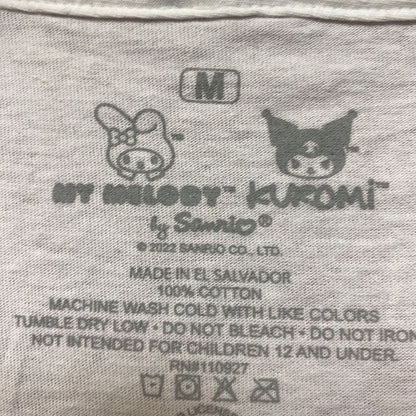 M
MY MELODY™ KUROMI™
by Sanrio®
© 2022 SANRIO CO., LTD.
MADE IN EL SALVADOR
100% COTTON
MACHINE WASH COLD WITH LIKE COLORS
TUMBLE DRY LOW • DO NOT BLEACH • DO NOT IRON
NOT INTENDED FOR CHILDREN 12 AND UNDER.
RN#110927